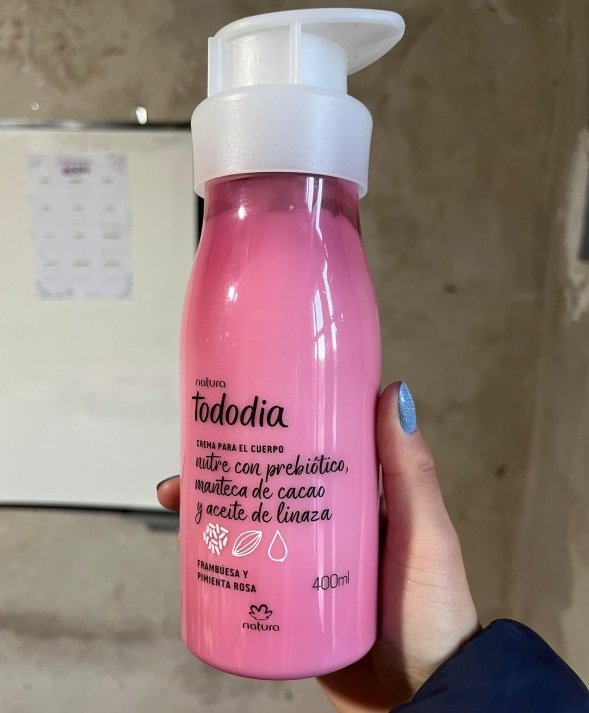 natura
tododia
CREMA PARA EL CUERPO
nutre con prebiótico,
manteca de cacao
y aceite de linaza
FRAMBÚESA Y
PIMIENTA ROSA
400ml
natura